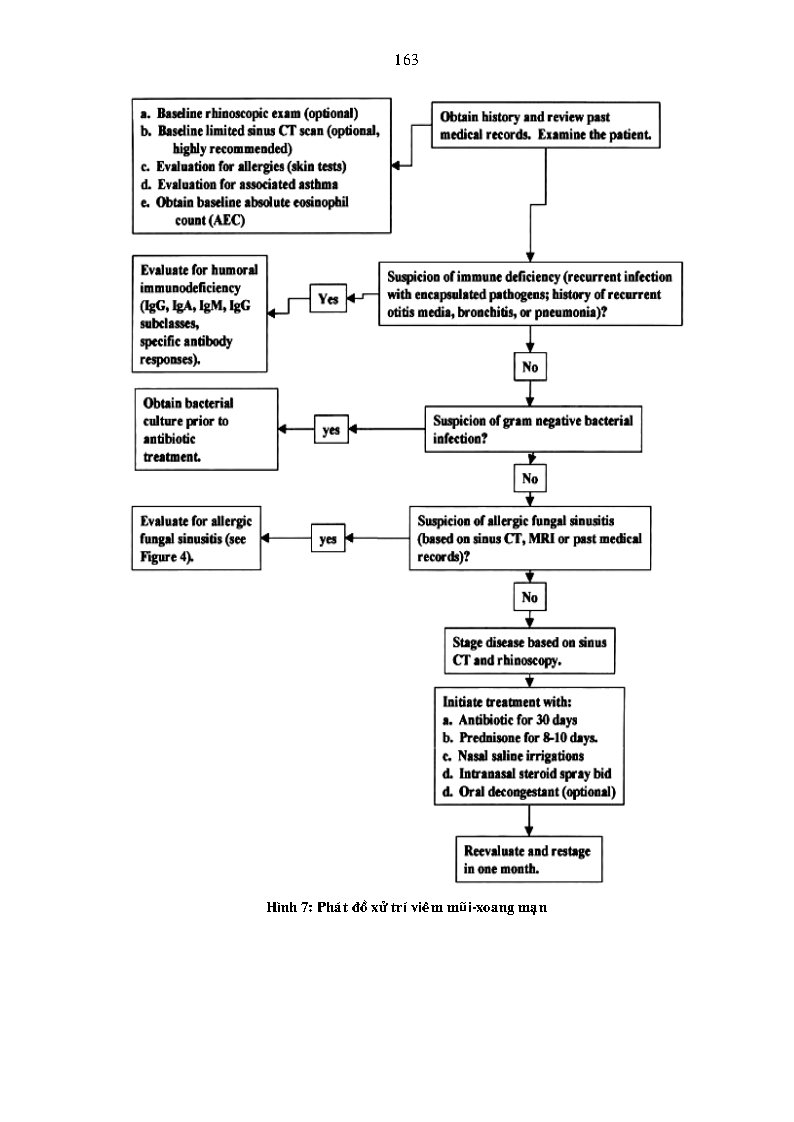 163
a. Baseline rhinoscopic exam (optional)
b. Baseline limited sinus CT scan (optional,
highly recommended)
c. Evaluation for allergies (skin tests)
d. Evaluation for associated asthma
e. Obtain baseline absolute eosinophil
count (AEC)
Obtain history and review past
medical records. Examine the patient.
Evaluate for humoral
immunodeficiency
(IgG, IgA, IgM, IgG
subclasses,
specific antibody
responses).
Yes
Suspicion of immune deficiency (recurrent infection
with encapsulated pathogens; history of recurrent
otitis media, bronchitis, or pneumonia)?
No
Obtain bacterial
culture prior to
antibiotic
treatment.
yes
Suspicion of gram negative bacterial
infection?
No
Evaluate for allergic
fungal sinusitis (see
Figure 4).
yes
Suspicion of allergic fungal sinusitis
(based on sinus CT, MRI or past medical
records)?
No
Stage disease based on sinus
CT and rhinoscopy.
Initiate treatment with:
a. Antibiotic for 30 days
b. Prednisone for 8-10 days.
c. Nasal saline irrigations
d. Intranasal steroid spray bid
d. Oral decongestant (optional)
Reevaluate and restage
in one month.
Hình 7: Phát đồ xử trí viêm mũi-xoang mạn